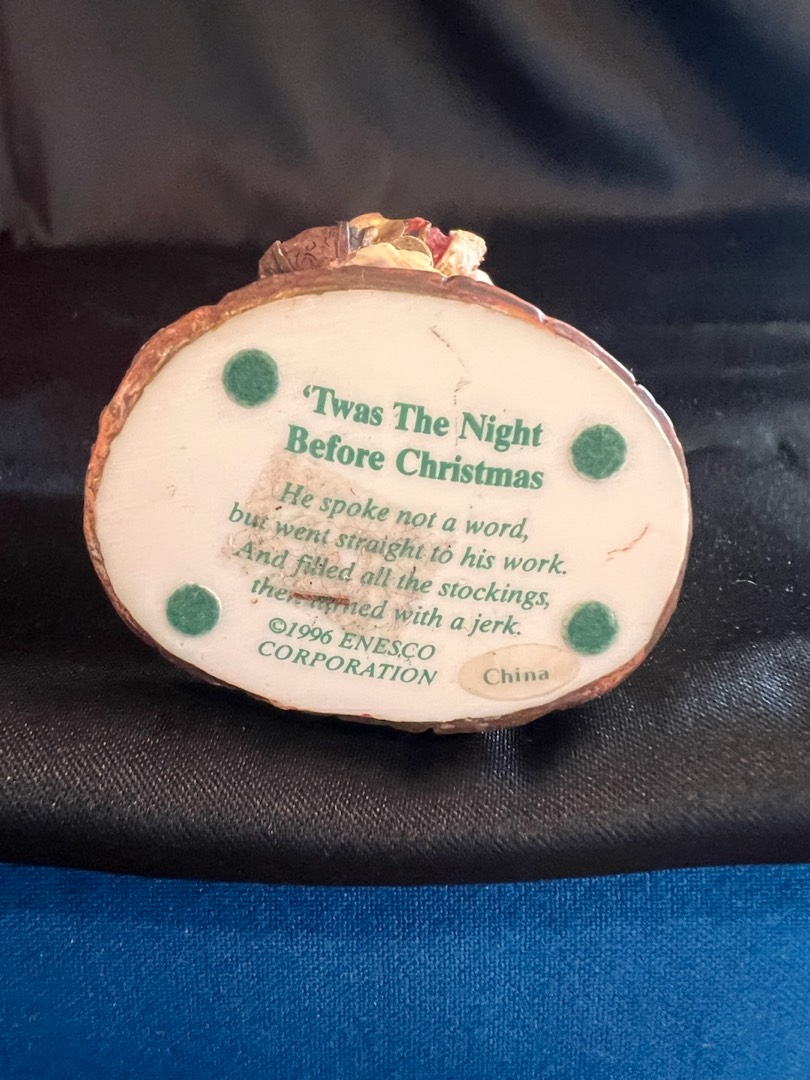 ‘Twas The Night
Before Christmas
He spoke not a word,
but went straight to his work.
And filled all the stockings,
then turned with a jerk.
©1996 ENESCO
CORPORATION
China